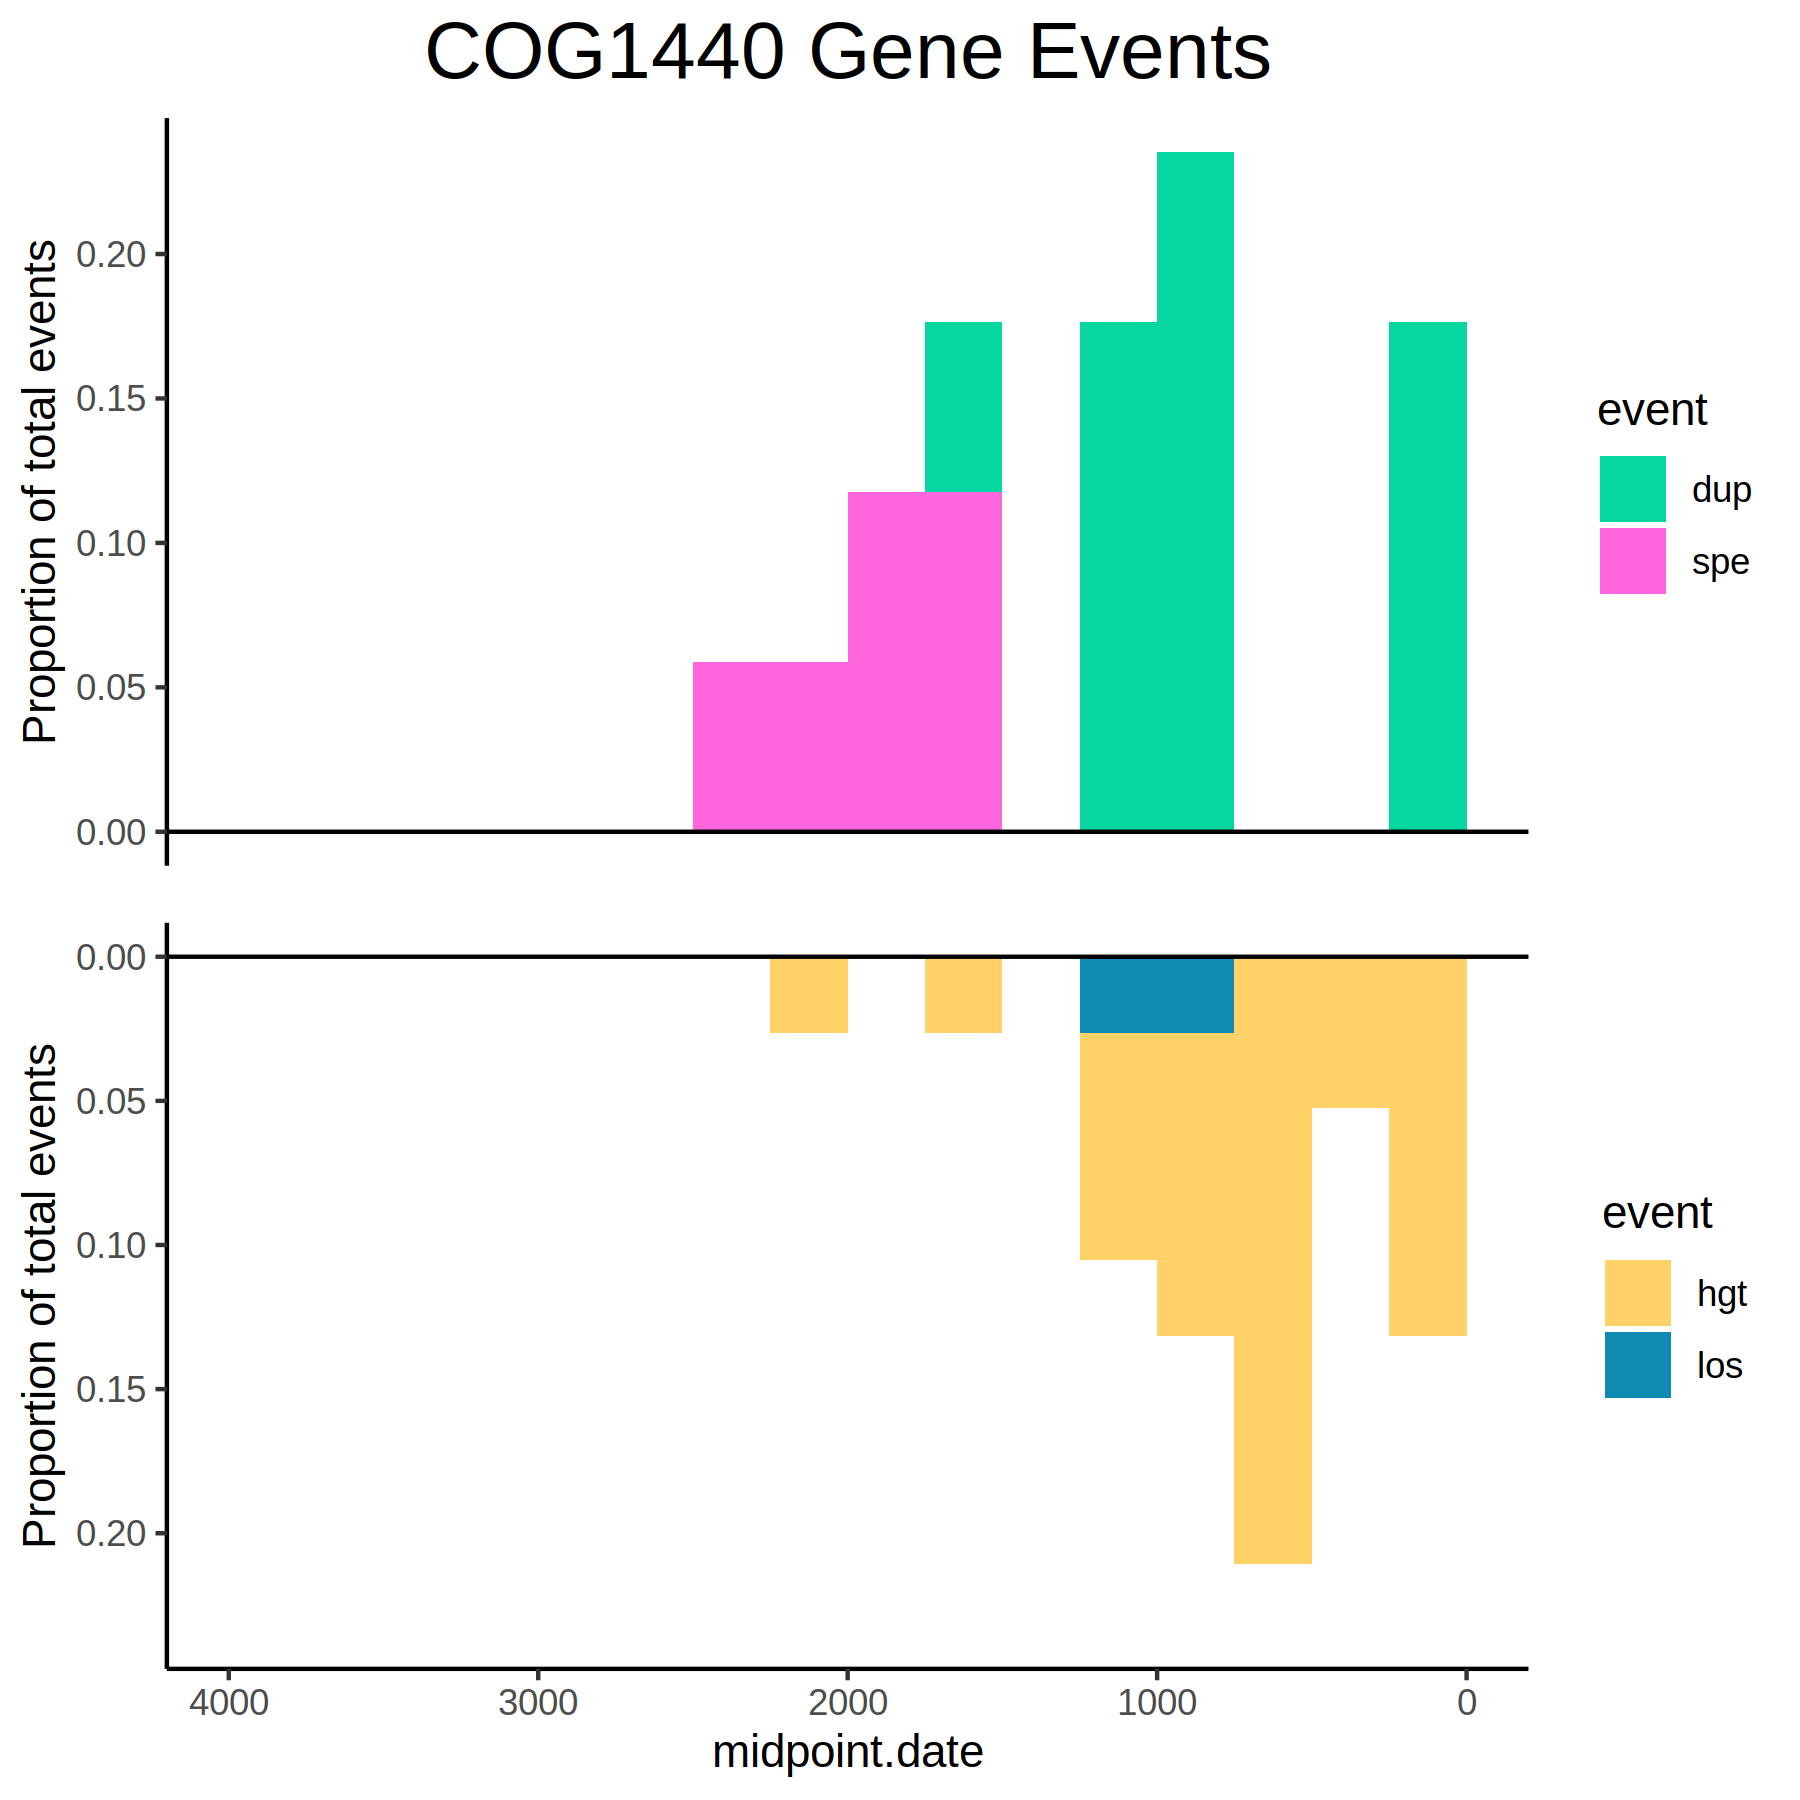 COG1440 Gene Events
Proportion of total events
0.20
0.15
0.10
0.05
0.00
event
dup
spe
Proportion of total events
0.00
0.05
0.10
0.15
0.20
event
hgt
los
4000 3000 2000 1000 0
midpoint.date